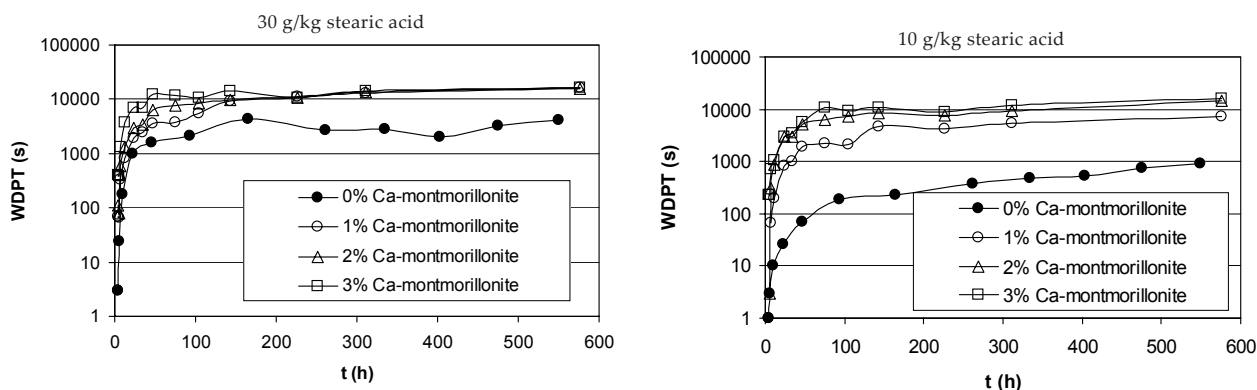 30 g/kg stearic acid
100000
10000
1000
100
10
1
WDPT (s)
0% Ca-montmorillonite
1% Ca-montmorillonite
2% Ca-montmorillonite
3% Ca-montmorillonite
0 100 200 300 400 500 600
t (h)
10 g/kg stearic acid
100000
10000
1000
100
10
1
WDPT (s)
0% Ca-montmorillonite
1% Ca-montmorillonite
2% Ca-montmorillonite
3% Ca-montmorillonite
0 100 200 300 400 500 600
t (h)